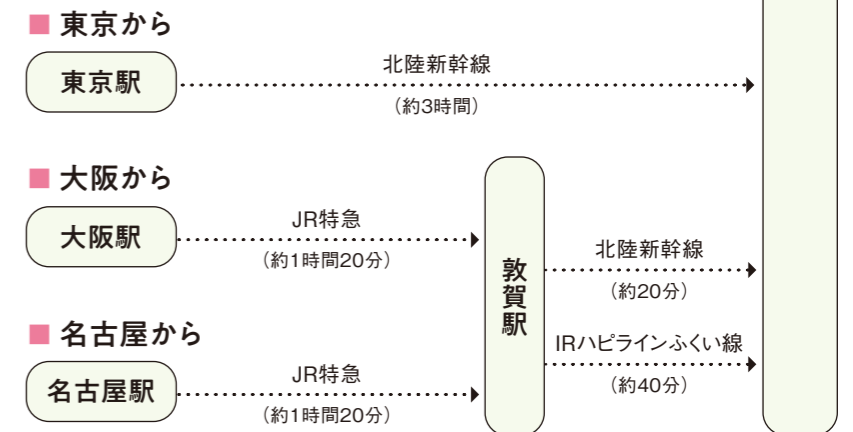 ■ 東京から
東京駅
北陸新幹線
（約3時間）
■ 大阪から
大阪駅
JR特急
（約1時間20分）
敦賀駅
北陸新幹線
（約20分）
■ 名古屋から
名古屋駅
JR特急
（約1時間20分）
IRハピラインふくい線
（約40分）